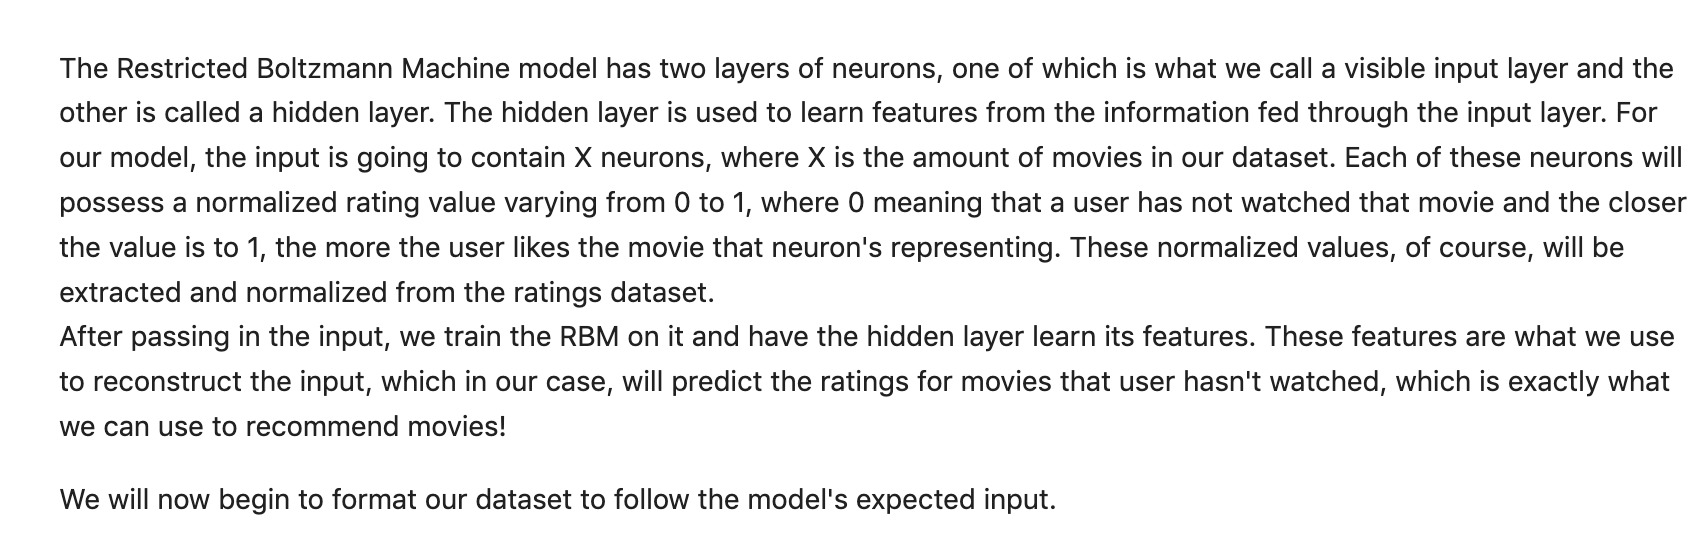 The Restricted Boltzmann Machine model has two layers of neurons, one of which is what we call a visible input layer and the
other is called a hidden layer. The hidden layer is used to learn features from the information fed through the input layer. For
our model, the input is going to contain X neurons, where X is the amount of movies in our dataset. Each of these neurons will
possess a normalized rating value varying from 0 to 1, where 0 meaning that a user has not watched that movie and the closer
the value is to 1, the more the user likes the movie that neuron's representing. These normalized values, of course, will be
extracted and normalized from the ratings dataset.
After passing in the input, we train the RBM on it and have the hidden layer learn its features. These features are what we use
to reconstruct the input, which in our case, will predict the ratings for movies that user hasn't watched, which is exactly what
we can use to recommend movies!
We will now begin to format our dataset to follow the model's expected input.